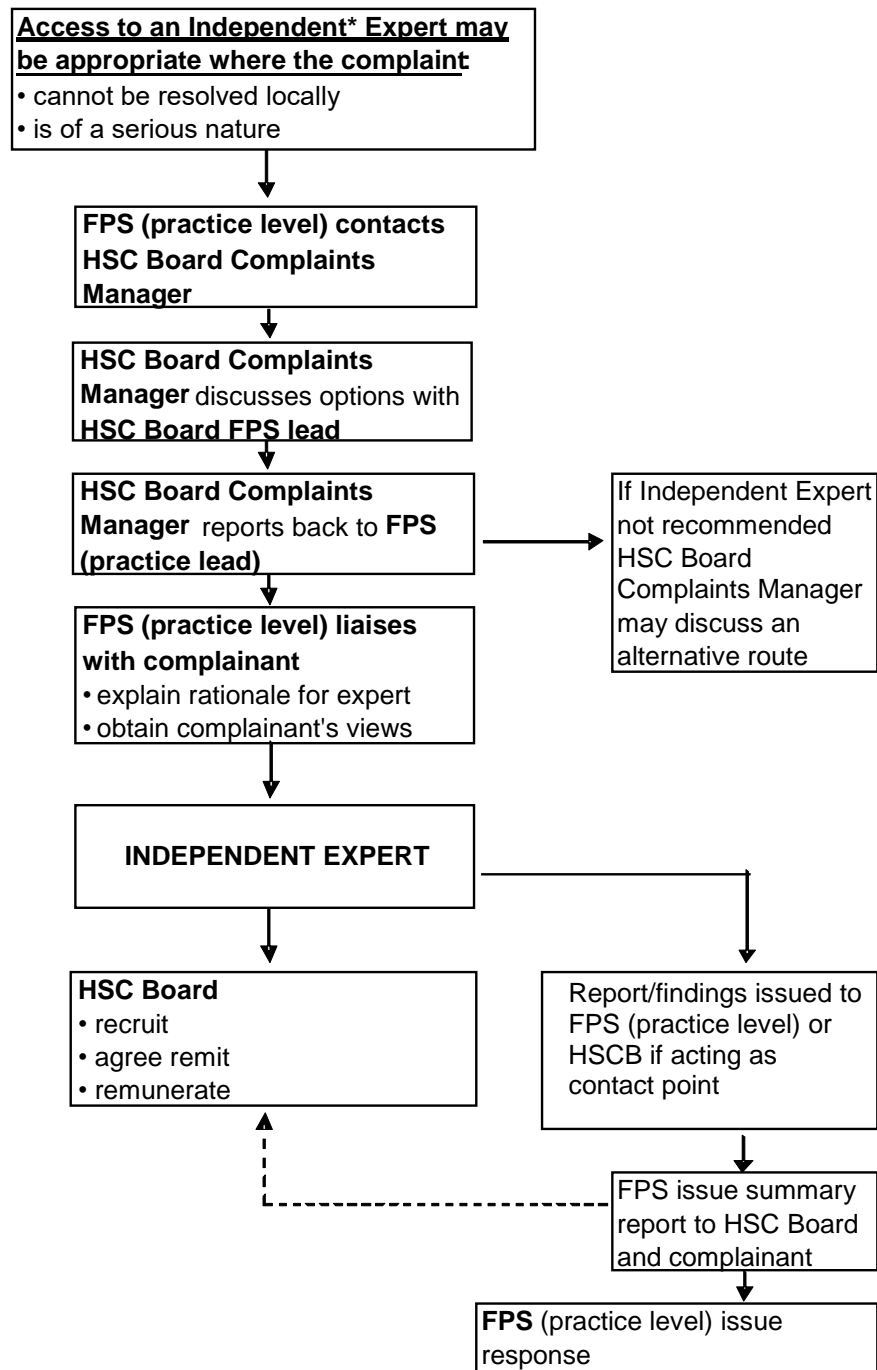 Access to an Independent* Expert may
be appropriate where the complaint:
• cannot be resolved locally
• is of a serious nature
FPS (practice level) contacts
HSC Board Complaints
Manager
HSC Board Complaints
Manager discusses options with
HSC Board FPS lead
HSC Board Complaints
Manager reports back to FPS
(practice lead)
If Independent Expert
not recommended
HSC Board
Complaints Manager
may discuss an
alternative route
FPS (practice level) liaises
with complainant
• explain rationale for expert
• obtain complainant's views
INDEPENDENT EXPERT
HSC Board
• recruit
• agree remit
• remunerate
Report/findings issued to
FPS (practice level) or
HSCB if acting as
contact point
FPS issue summary
report to HSC Board
and complainant
FPS (practice level) issue
response